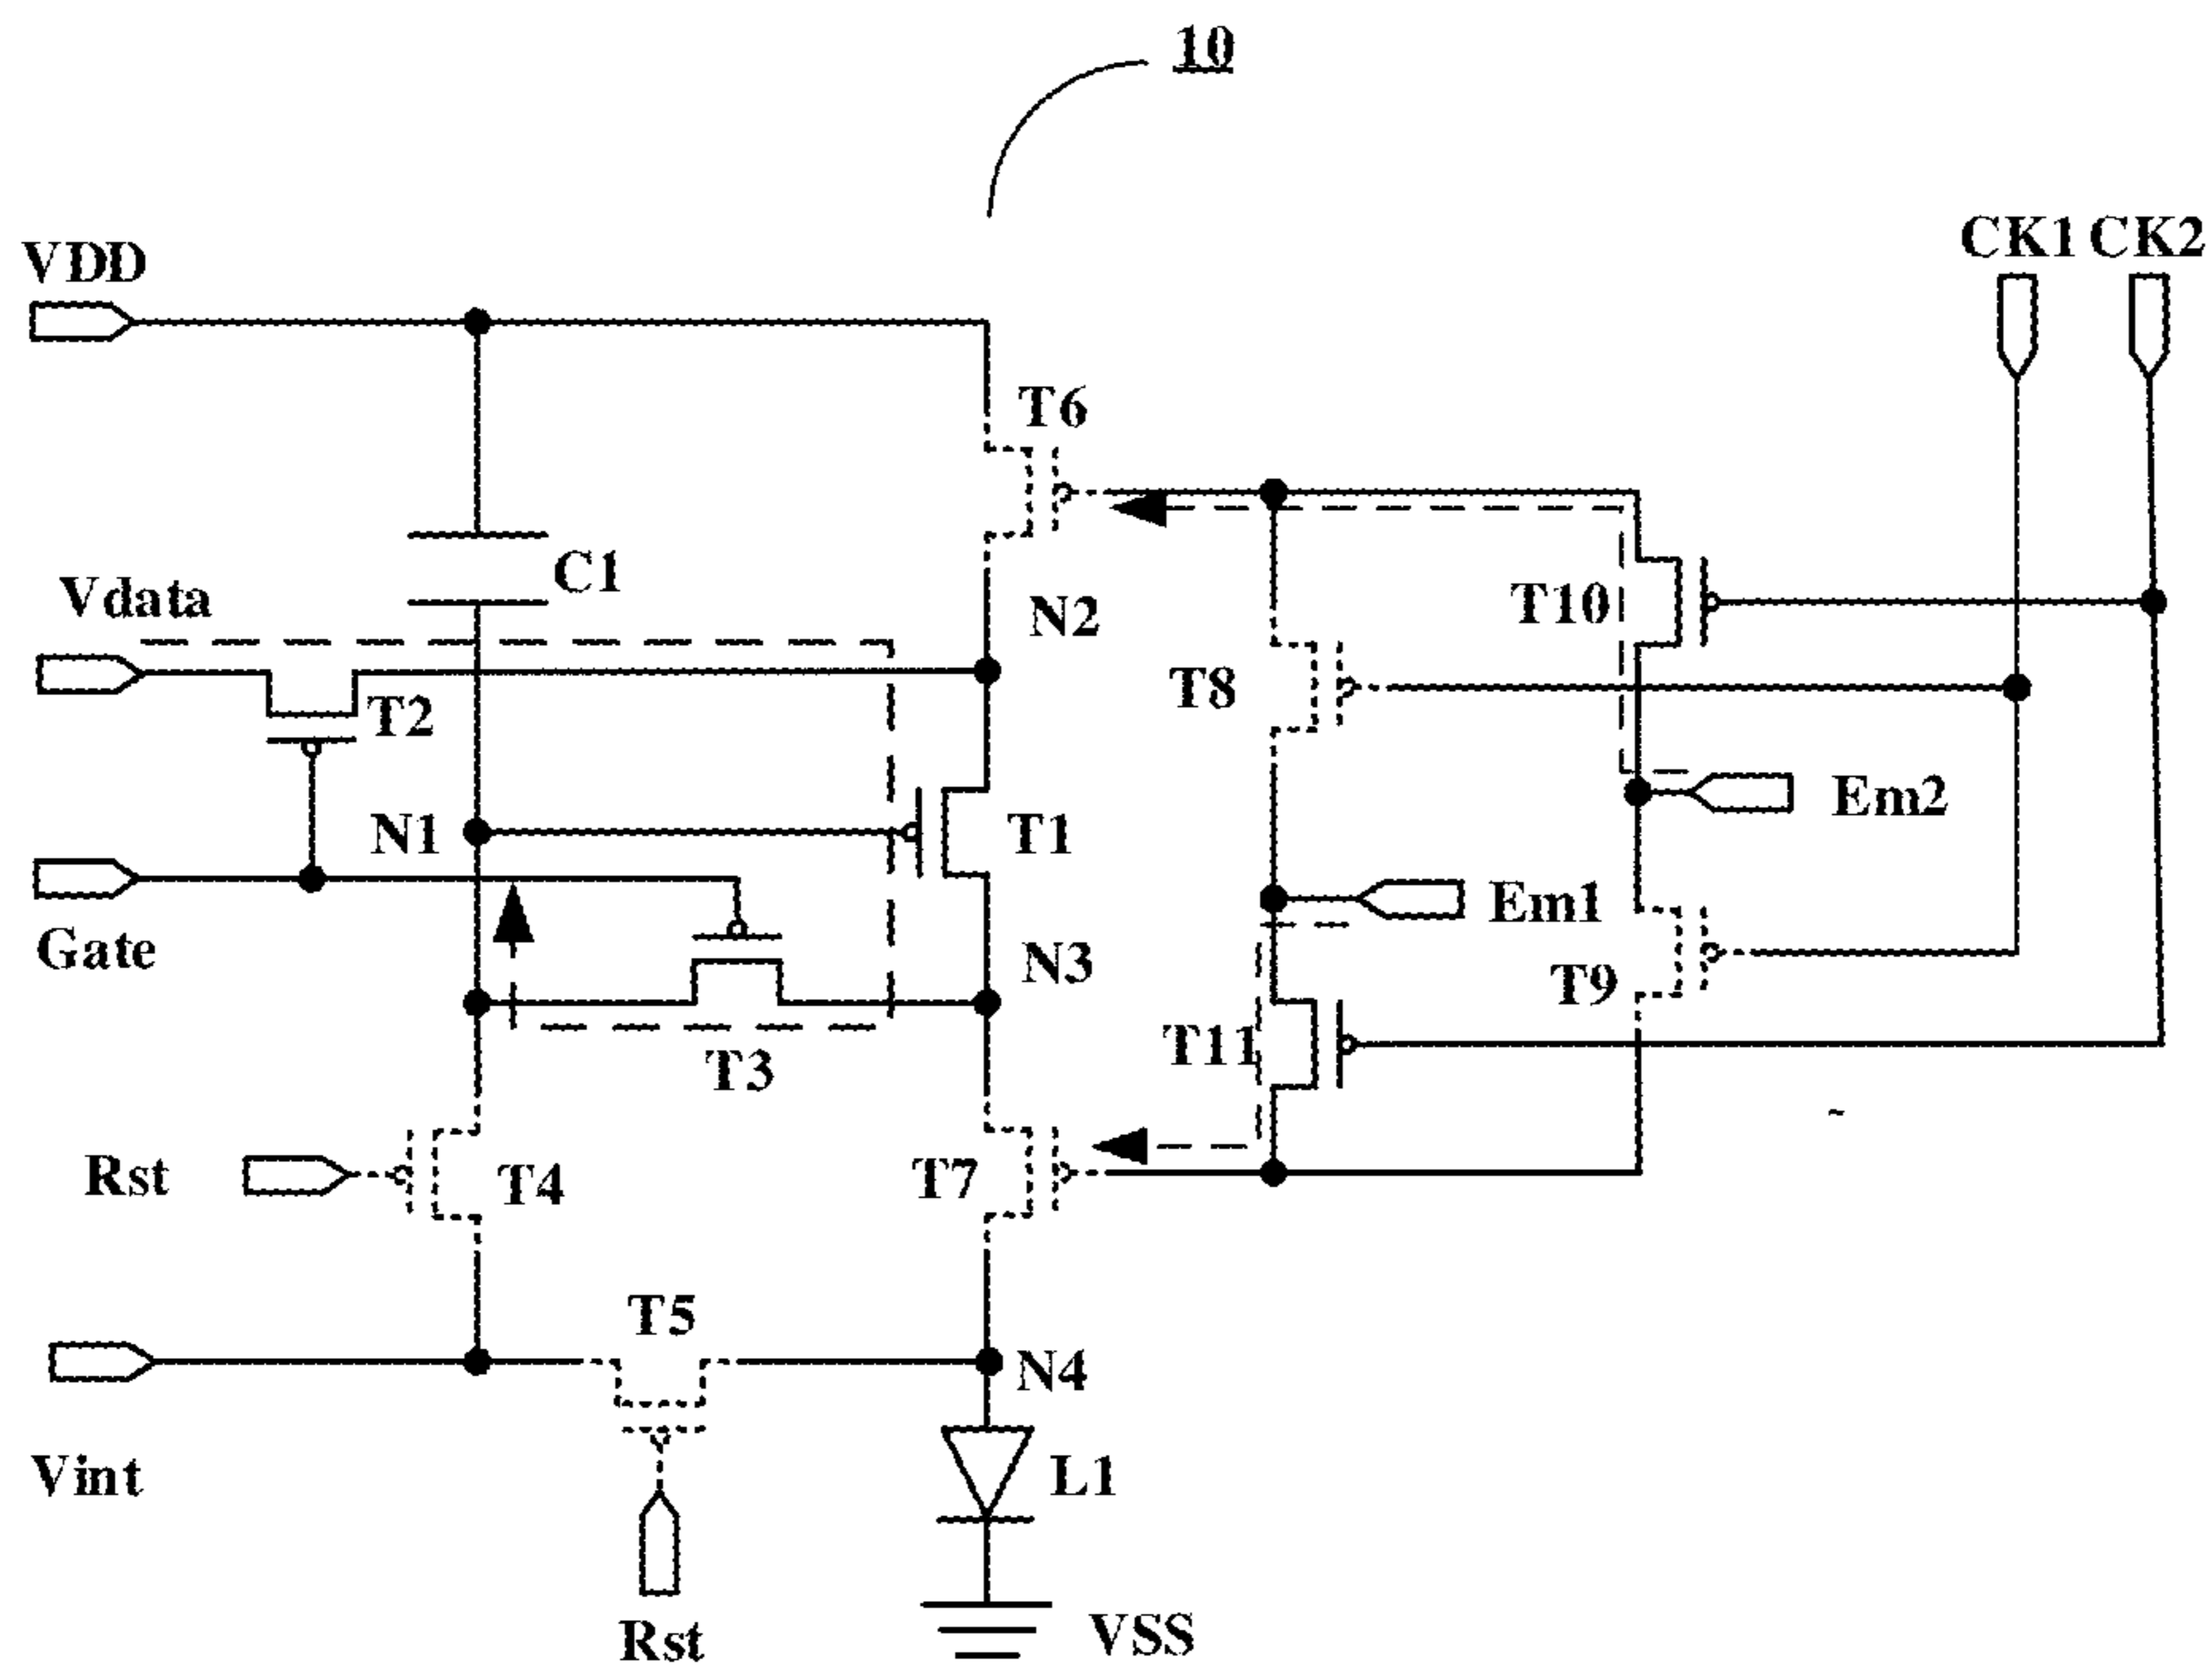 10
CK1 CK2
VDD
T6
C1
Vdata
N2
T10
T8
T2
Em2
N1
T1
Em1
Gate
N3
T9
T11
T3
Rst
T4
T7
T5
N4
Vint
L1
Rst
VSS